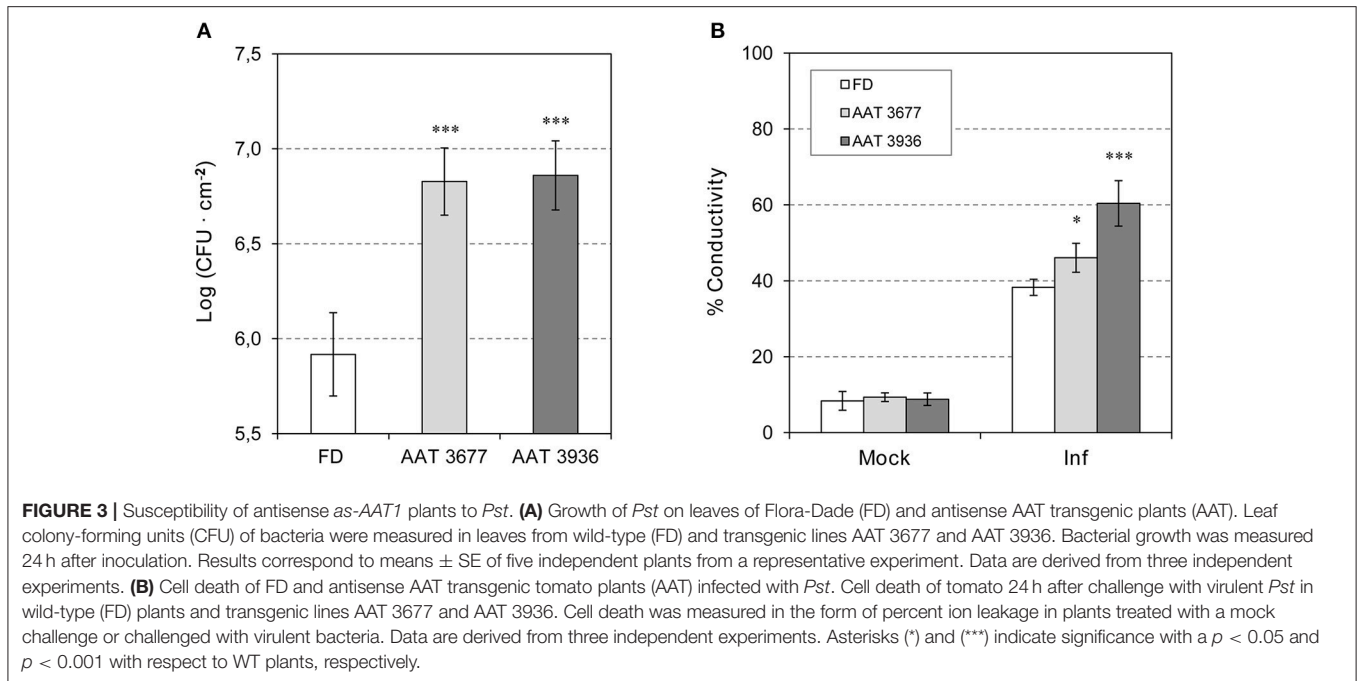 A
7,5
7,0
6,5
6,0
5,5
Log (CFU · cm⁻²)
***
***
FD
AAT 3677
AAT 3936
B
100
80
60
40
20
0
% Conductivity
FD
AAT 3677
AAT 3936
*
***
Mock
Inf
FIGURE 3 | Susceptibility of antisense as-AAT1 plants to Pst. (A) Growth of Pst on leaves of Flora-Dade (FD) and antisense AAT transgenic plants (AAT). Leaf
colony-forming units (CFU) of bacteria were measured in leaves from wild-type (FD) and transgenic lines AAT 3677 and AAT 3936. Bacterial growth was measured
24 h after inoculation. Results correspond to means ± SE of five independent plants from a representative experiment. Data are derived from three independent
experiments. (B) Cell death of FD and antisense AAT transgenic tomato plants (AAT) infected with Pst. Cell death of tomato 24 h after challenge with virulent Pst in
wild-type (FD) plants and transgenic lines AAT 3677 and AAT 3936. Cell death was measured in the form of percent ion leakage in plants treated with a mock
challenge or challenged with virulent bacteria. Data are derived from three independent experiments. Asterisks (*) and (***) indicate significance with a p < 0.05 and
p < 0.001 with respect to WT plants, respectively.